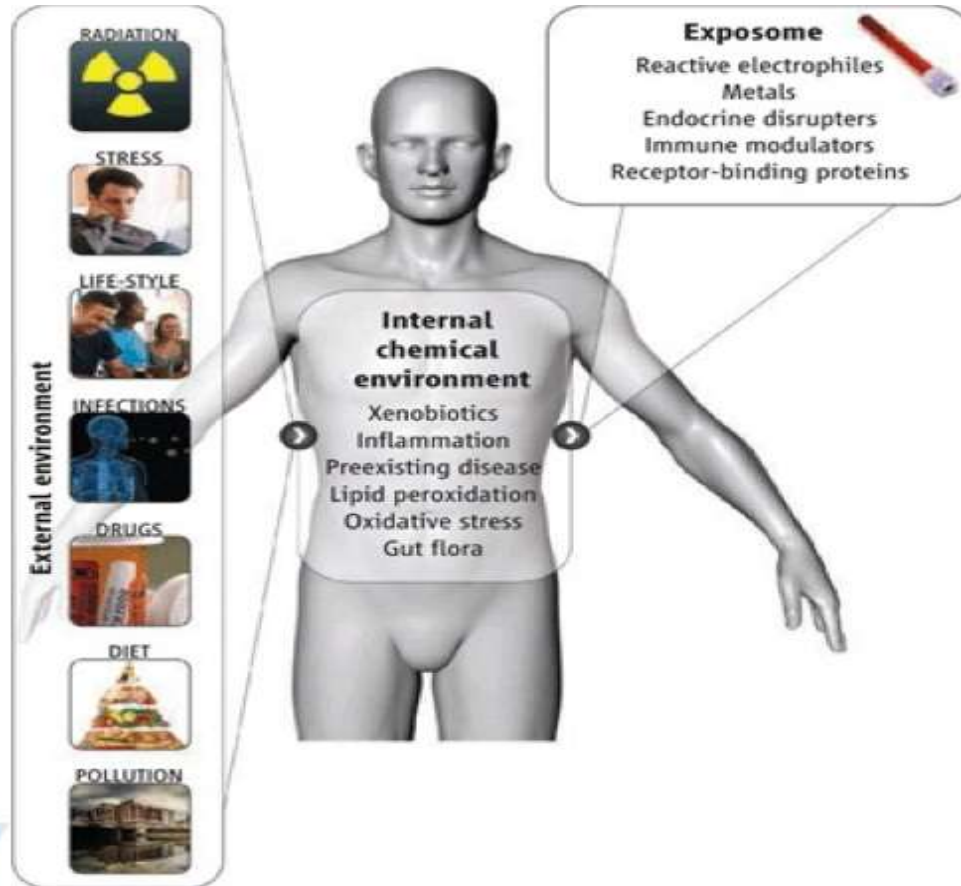 External environment
RADIATION
STRESS
LIFE-STYLE
INFECTIONS
DRUGS
DIET
POLLUTION
Internal
chemical
environment
Xenobiotics
Inflammation
Preexisting disease
Lipid peroxidation
Oxidative stress
Gut flora
Exposome
Reactive electrophiles
Metals
Endocrine disrupters
Immune modulators
Receptor-binding proteins